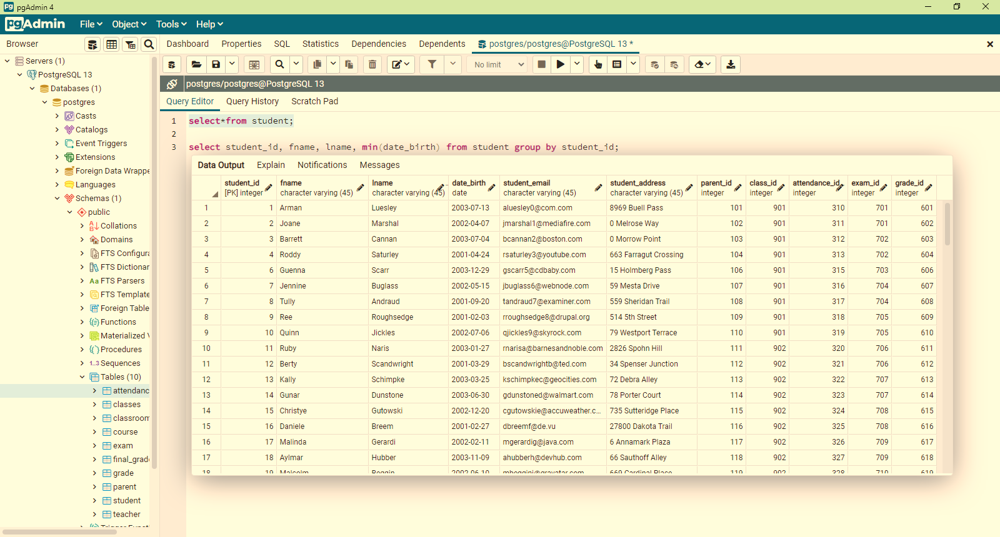 pgAdmin 4
pgAdmin File Object Tools Help
Browser Dashboard Properties SQL Statistics Dependencies Dependents postgres/postgres@PostgreSQL 13 *
No limit
postgres/postgres@PostgreSQL 13
Query Editor Query History Scratch Pad
Servers (1)
PostgreSQL 13
Databases (1)
postgres
Casts
Catalogs
Event Triggers
Extensions
Foreign Data Wrappe
Languages
Schemas (1)
public
Collations
Domains
FTS Configura
FTS Dictionar
FTS Parsers
FTS Template
Foreign Table
Functions
Materialized V
Procedures
1..3 Sequences
Tables (10)
attendanc
classes
classroom
course
exam
final_grade
grade
parent
student
teacher
1 select*from student;
2
3 select student_id, fname, lname, min(date_birth) from student group by student_id;
Data Output Explain Notifications Messages
student_id fname lname date_birth student_email student_address parent_id class_id attendance_id exam_id grade_id
[PK] integer character varying (45) character varying (45) date character varying (45) character varying (45) integer integer integer integer integer
1 1 Arman Luesley 2003-07-13 aluesley0@com.com 8969 Buell Pass 101 901 310 701 601
2 2 Joane Marshal 2002-04-07 jmarshal1@mediafire.com 0 Melrose Way 102 901 311 701 602
3 3 Barrett Cannan 2003-07-04 bcannan2@boston.com 0 Morrow Point 103 901 312 702 603
4 4 Roddy Saturley 2001-04-24 rsaturley3@youtube.com 663 Farragut Crossing 104 901 313 702 604
5 6 Guenna Scarr 2003-12-29 gscarr5@cdbaby.com 15 Holmberg Pass 106 901 315 703 606
6 7 Jennine Buglass 2002-05-15 jbuglass6@webnode.com 59 Mesta Drive 107 901 316 704 607
7 8 Tully Andraud 2001-09-20 tandraud7@examiner.com 559 Sheridan Trail 108 901 317 704 608
8 9 Ree Roughsedge 2001-02-03 rroughsedge8@drupal.org 514 5th Street 109 901 318 705 609
9 10 Quinn Jickles 2002-07-06 qjickles9@skyrock.com 79 Westport Terrace 110 901 319 705 610
10 11 Ruby Naris 2003-01-27 rnarisa@barnesandnoble.com 2826 Spohn Hill 111 902 320 706 611
11 12 Berty Scandwright 2001-03-29 bscandwrightb@ted.com 34 Spenser Junction 112 902 321 706 612
12 13 Kally Schimpke 2003-03-25 kschimpkec@geocities.com 72 Debra Alley 113 902 322 707 613
13 14 Gunar Dunstone 2003-06-30 gdunstoned@walmart.com 78 Porter Court 114 902 323 707 614
14 15 Christye Gutowski 2002-12-20 cgutowskie@accuweather.c... 735 Sutteridge Place 115 902 324 708 615
15 16 Daniele Breem 2001-02-27 dbreemf@de.vu 27800 Dakota Trail 116 902 325 708 616
16 17 Malinda Gerardi 2002-02-11 mgerardig@java.com 6 Annamark Plaza 117 902 326 709 617
17 18 Aylmar Hubber 2003-11-09 ahubberh@devhub.com 66 Sauthoff Alley 118 902 327 709 618
18 19 Malcolm 2002-06-10 669 Cardinal Place 119 902 328 710 619